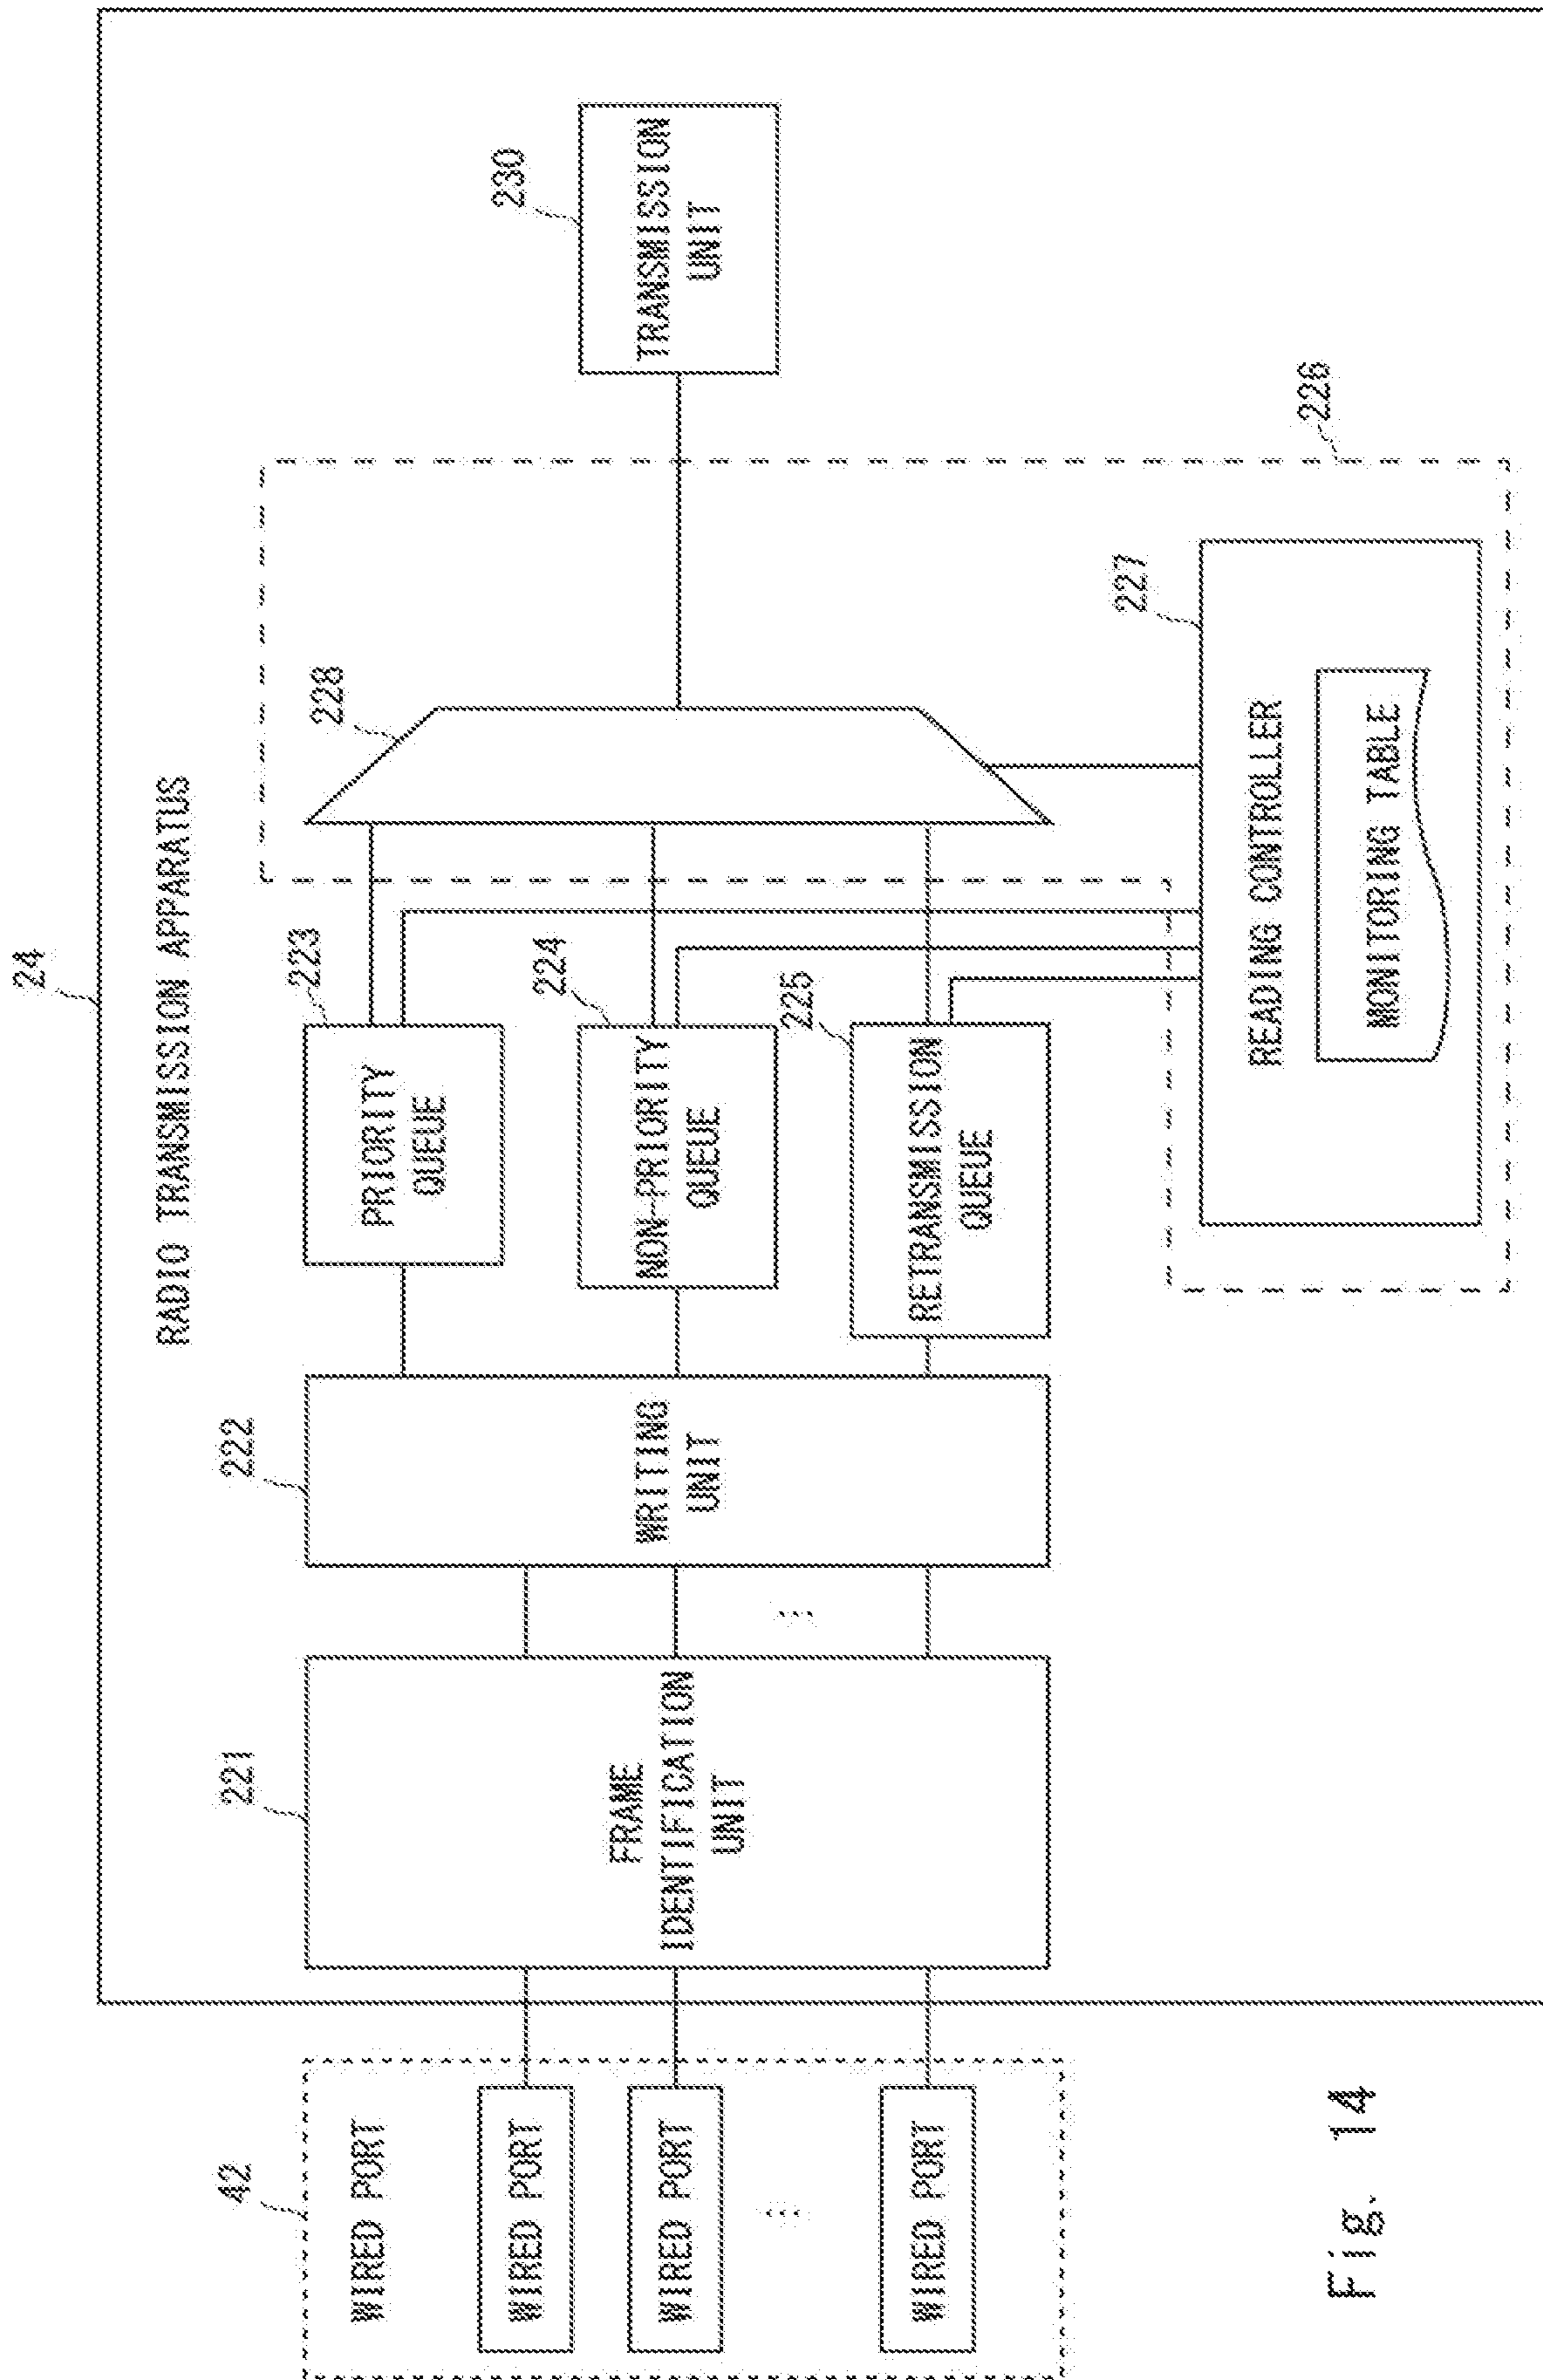 24
RADIO TRANSMISSION APPARATUS
42
WIRED PORT
WIRED PORT
WIRED PORT
WIRED PORT
221
FRAME
IDENTIFICATION
UNIT
222
WRITING
UNIT
223
PRIORITY
QUEUE
224
NON-PRIORITY
QUEUE
225
RETRANSMISSION
QUEUE
228
230
TRANSMISSION
UNIT
226
227
READING CONTROLLER
MONITORING TABLE
Fig. 14